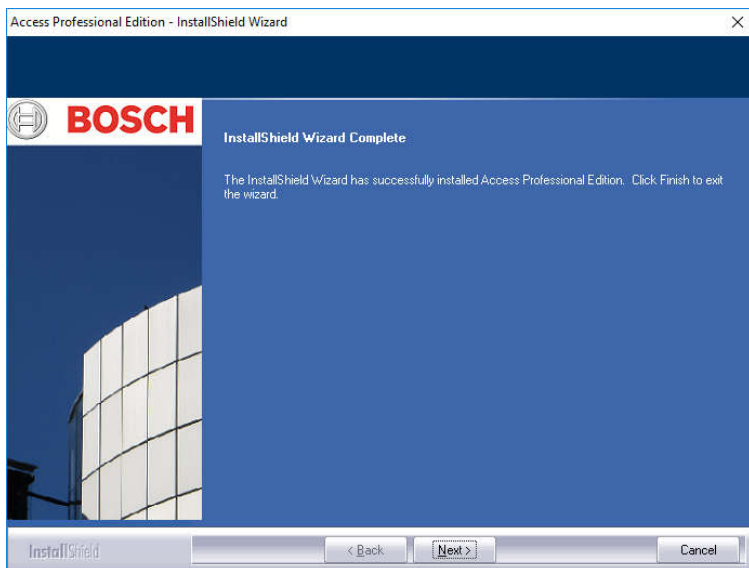 Access Professional Edition - InstallShield Wizard
BOSCH
InstallShield Wizard Complete
The InstallShield Wizard has successfully installed Access Professional Edition. Click Finish to exit
the wizard.
InstallShield
< Back
Next >
Cancel